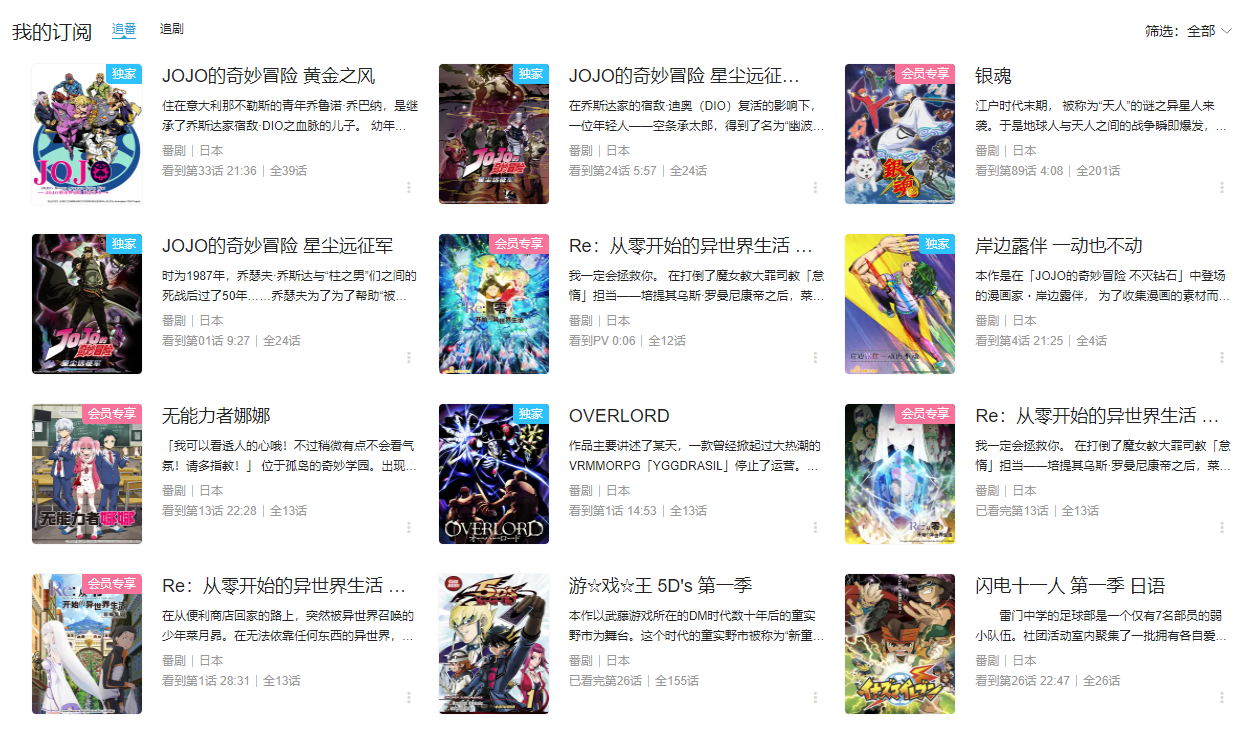 我的订阅 追番 追剧 筛选：全部
独家
JOJO的奇妙冒险 黄金之风
住在意大利那不勒斯的青年乔鲁诺·乔巴纳，是继
承了乔斯达家宿敌·DIO之血脉的儿子。 幼年…
番剧｜日本
看到第33话 21:36｜全39话
独家
JOJO的奇妙冒险 星尘远征…
在乔斯达家的宿敌·迪奥（DIO）复活的影响下，
一位年轻人——空条承太郎，得到了名为“幽波…
番剧｜日本
看到第24话 5:57｜全24话
会员专享
银魂
江户时代末期， 被称为“天人”的谜之异星人来
袭。于是地球人与天人之间的战争瞬即爆发，…
番剧｜日本
看到第89话 4:08｜全201话
独家
JOJO的奇妙冒险 星尘远征军
时为1987年，乔瑟夫·乔斯达与“柱之男”们之间的
死战后过了50年……乔瑟夫为了为了帮助“被…
番剧｜日本
看到第01话 9:27｜全24话
会员专享
Re：从零开始的异世界生活 …
我一定会拯救你。 在打倒了魔女教大罪司教「怠
惰」担当——培提其乌斯·罗曼尼康帝之后，菜…
番剧｜日本
看到PV 0:06｜全12话
独家
岸边露伴 一动也不动
本作是在「JOJO的奇妙冒险 不灭钻石」中登场
的漫画家・岸边露伴， 为了收集漫画的素材而…
番剧｜日本
看到第4话 21:25｜全4话
会员专享
无能力者娜娜
无能力者娜娜
「我可以看透人的心哦！不过稍微有点不会看气
氛！请多指教！」 位于孤岛的奇妙学园。出现…
番剧｜日本
看到第13话 22:28｜全13话
独家
OVERLORD
OVERLORD
作品主要讲述了某天，一款曾经掀起过大热潮的
VRMMORPG「YGGDRASIL」停止了运营。…
番剧｜日本
看到第1话 14:53｜全13话
会员专享
Re：从零开始的异世界生活 …
我一定会拯救你。 在打倒了魔女教大罪司教「怠
惰」担当——培提其乌斯·罗曼尼康帝之后，菜…
番剧｜日本
已看完第13话｜全13话
会员专享
Re：从零开始的异世界生活 …
在从便利商店回家的路上，突然被异世界召唤的
少年菜月昴。在无法依靠任何东西的异世界，…
番剧｜日本
看到第1话 28:31｜全13话
游☆戏☆王 5D's 第一季
本作以武藤游戏所在的DM时代数十年后的童实
野市为舞台。这个时代的童实野市被称为“新童…
番剧｜日本
已看完第26话｜全155话
闪电十一人 第一季 日语
雷门中学的足球部是一个仅有7名部员的弱
小队伍。社团活动室内聚集了一批拥有各自爱…
番剧｜日本
看到第26话 22:47｜全26话